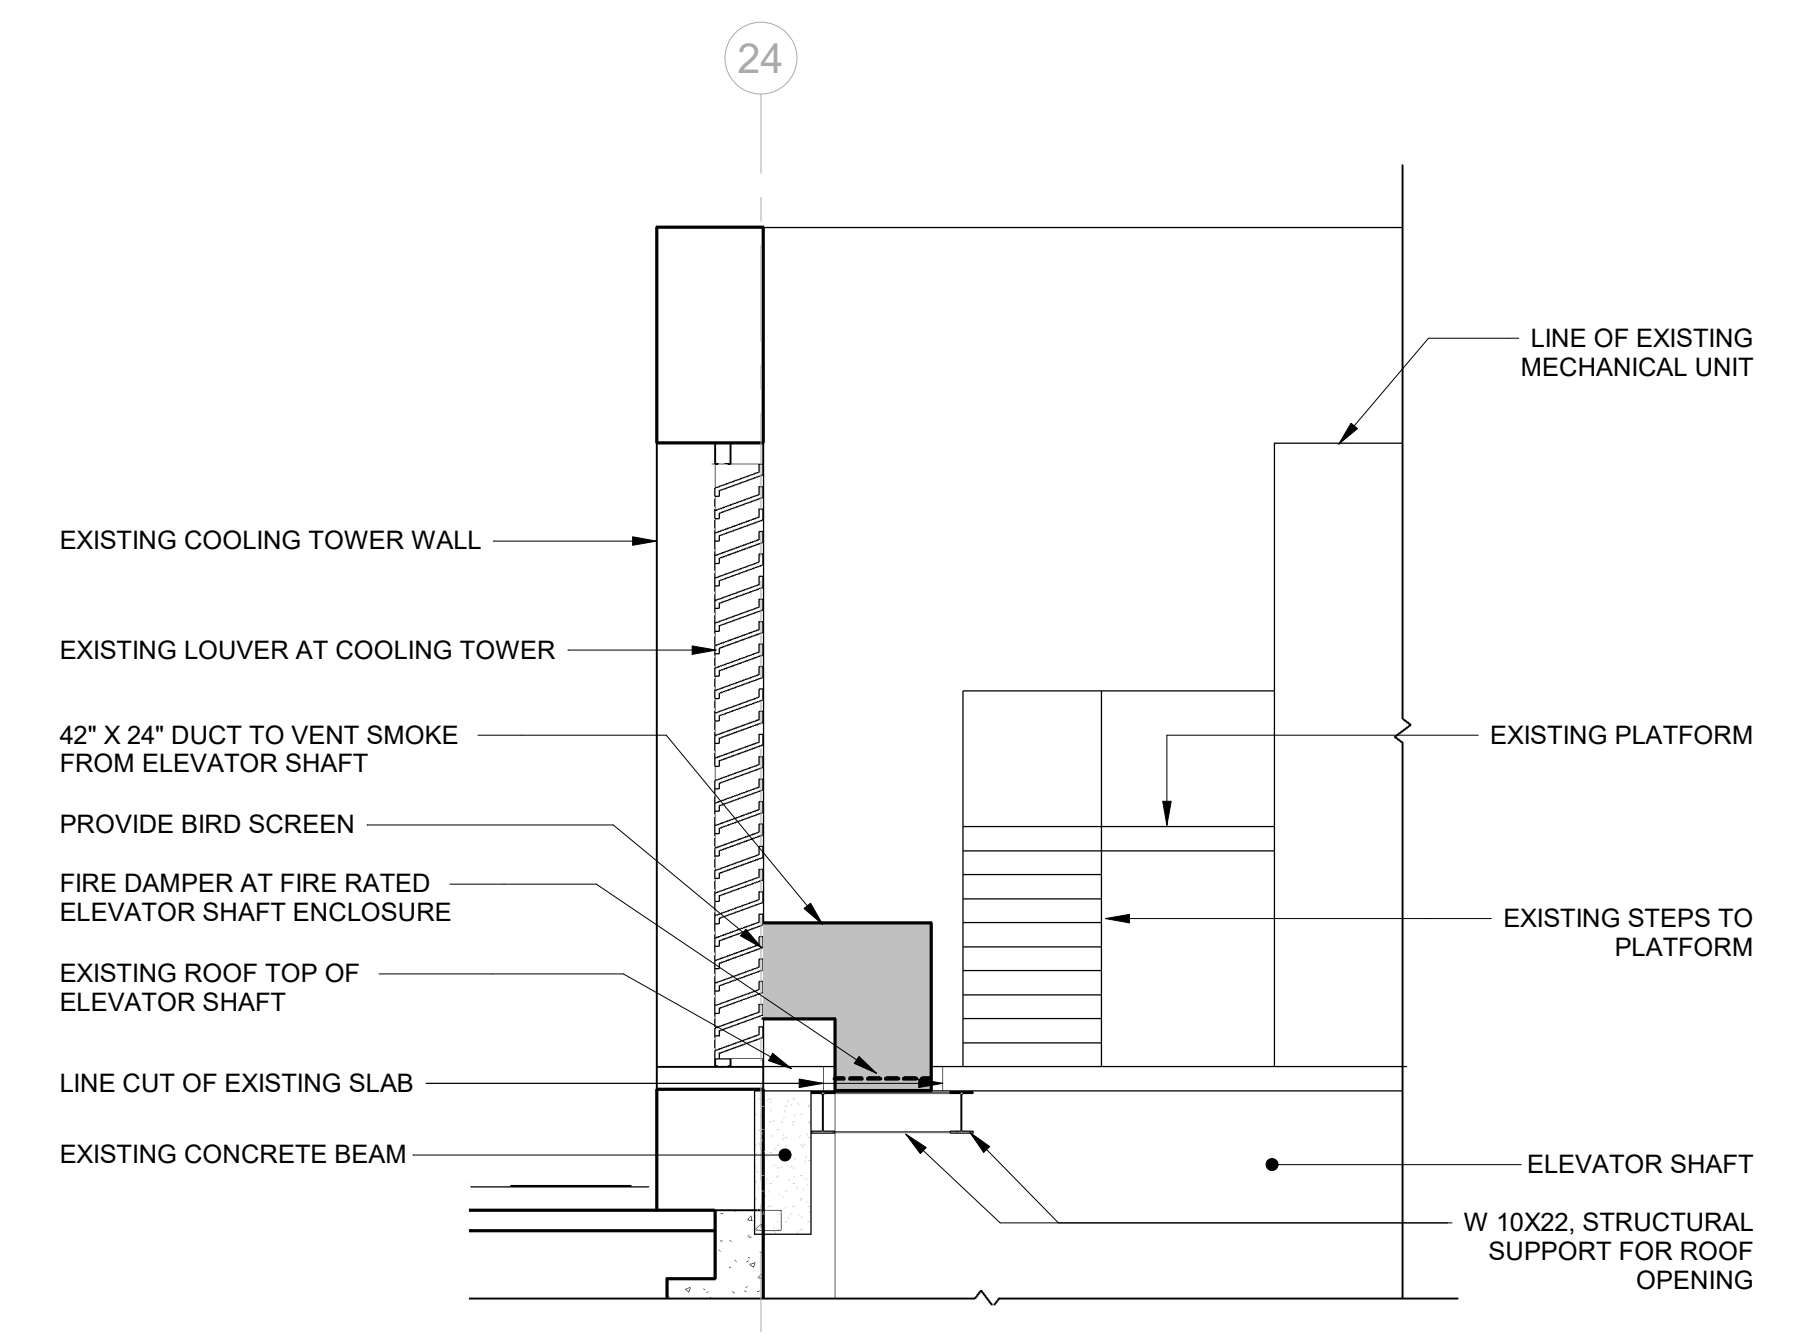 24
LINE OF EXISTING
MECHANICAL UNIT
EXISTING COOLING TOWER WALL
EXISTING LOUVER AT COOLING TOWER
42" X 24" DUCT TO VENT SMOKE
FROM ELEVATOR SHAFT
PROVIDE BIRD SCREEN
FIRE DAMPER AT FIRE RATED
ELEVATOR SHAFT ENCLOSURE
EXISTING ROOF TOP OF
ELEVATOR SHAFT
LINE CUT OF EXISTING SLAB
EXISTING CONCRETE BEAM
EXISTING PLATFORM
EXISTING STEPS TO
PLATFORM
ELEVATOR SHAFT
W 10X22, STRUCTURAL
SUPPORT FOR ROOF
OPENING